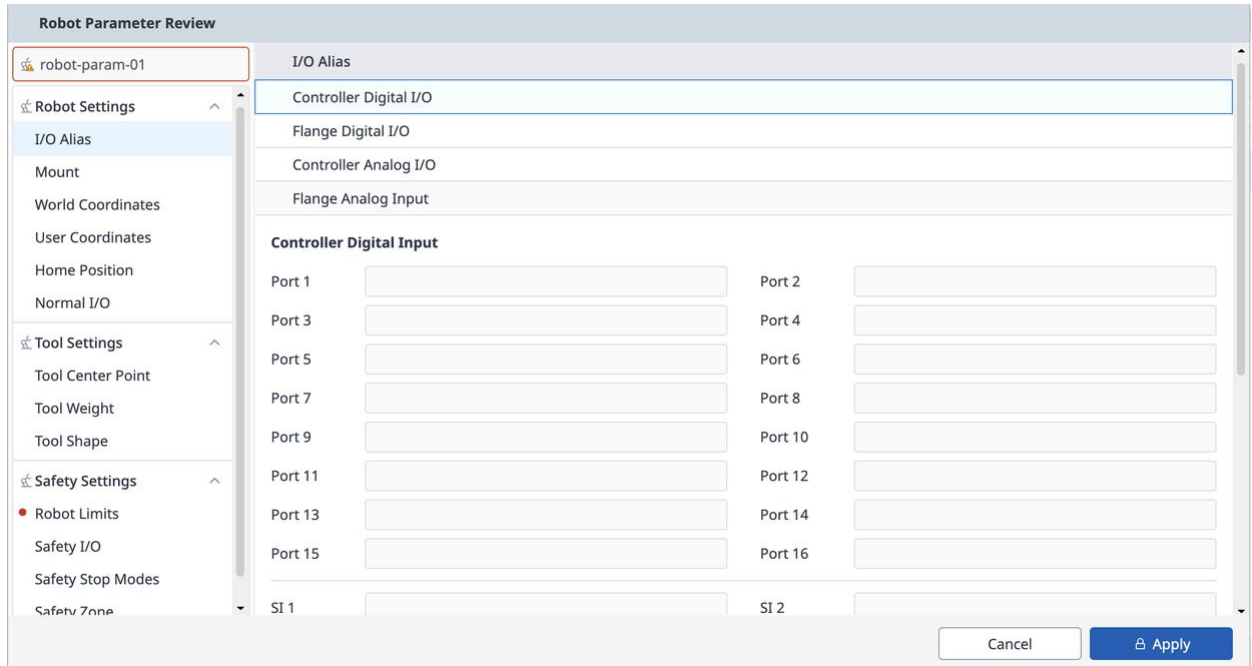 Robot Parameter Review
robot-param-01
Robot Settings
I/O Alias
Mount
World Coordinates
User Coordinates
Home Position
Normal I/O
Tool Settings
Tool Center Point
Tool Weight
Tool Shape
Safety Settings
Robot Limits
Safety I/O
Safety Stop Modes
Safety Zone
I/O Alias
Controller Digital I/O
Flange Digital I/O
Controller Analog I/O
Flange Analog Input
Controller Digital Input
Port 1 Port 2
Port 3 Port 4
Port 5 Port 6
Port 7 Port 8
Port 9 Port 10
Port 11 Port 12
Port 13 Port 14
Port 15 Port 16
SI 1 SI 2
Cancel Apply